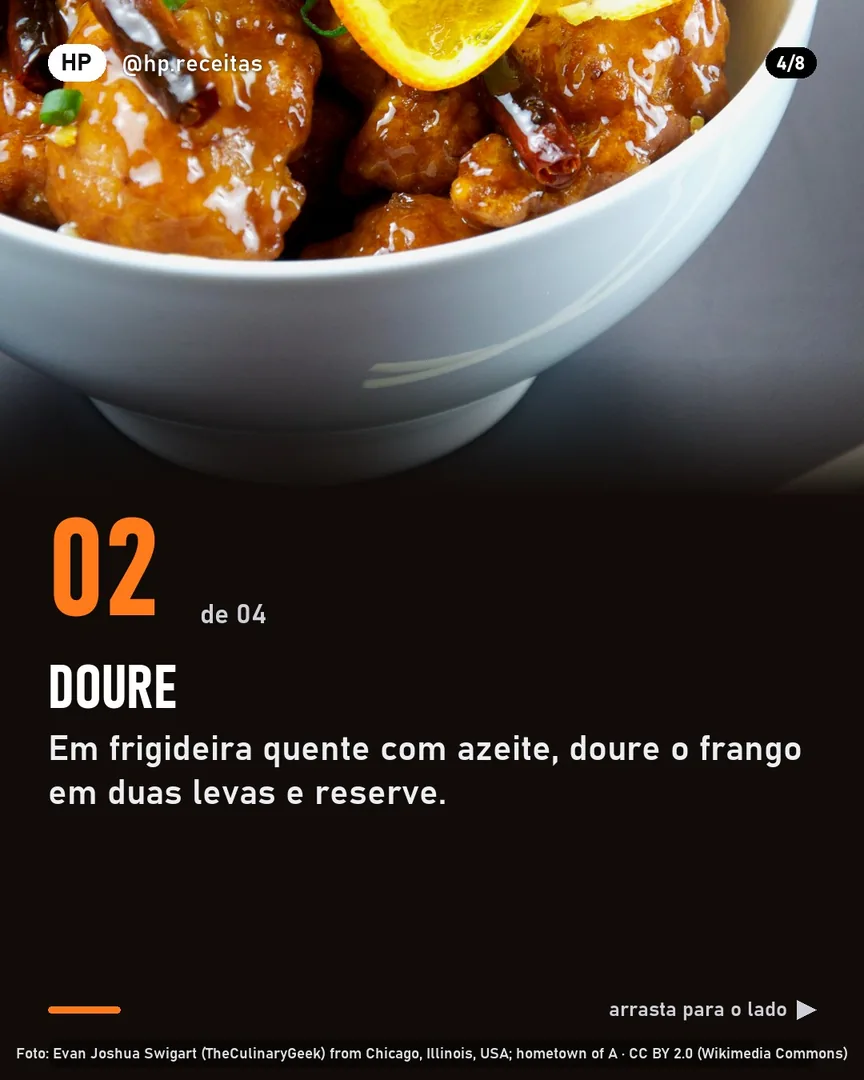 HP @hp.receitas
4/8
02
de 04
DOURE
Em frigideira quente com azeite, doure o frango
em duas levas e reserve.
arrasta para o lado ▶
Foto: Evan Joshua Swigart (TheCulinaryGeek) from Chicago, Illinois, USA; hometown of A · CC BY 2.0 (Wikimedia Commons)